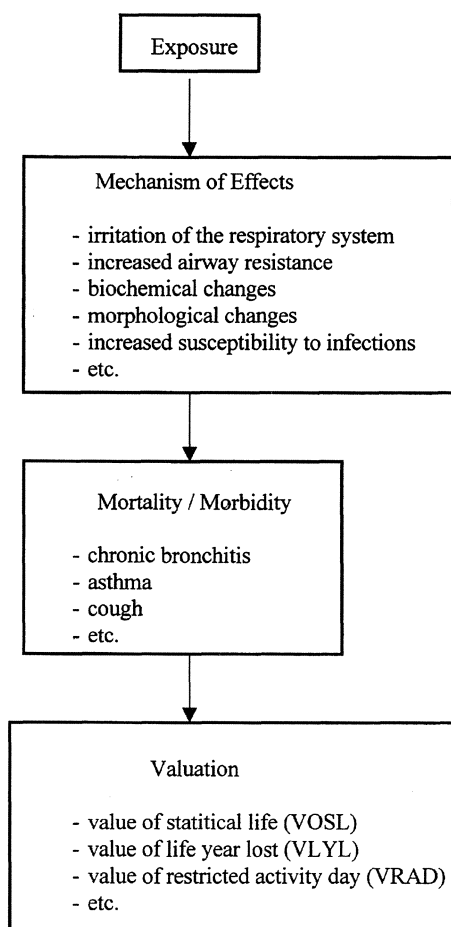 Exposure
Mechanism of Effects
- irritation of the respiratory system
- increased airway resistance
- biochemical changes
- morphological changes
- increased susceptibility to infections
- etc.
Mortality / Morbidity
- chronic bronchitis
- asthma
- cough
- etc.
Valuation
- value of statitical life (VOSL)
- value of life year lost (VLYL)
- value of restricted activity day (VRAD)
- etc.